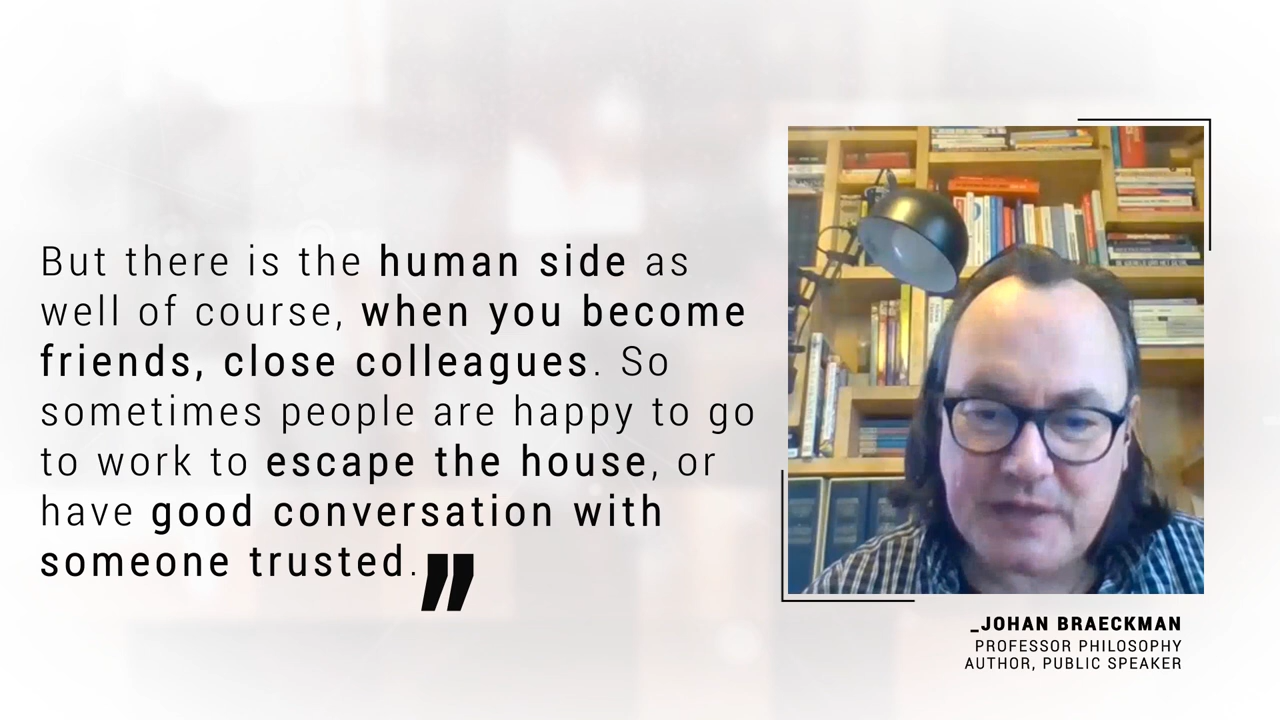 But there is the human side as
well of course, when you become
friends, close colleagues. So
sometimes people are happy to go
to work to escape the house, or
have good conversation with
someone trusted.”
_JOHAN BRAECKMAN
PROFESSOR PHILOSOPHY
AUTHOR, PUBLIC SPEAKER